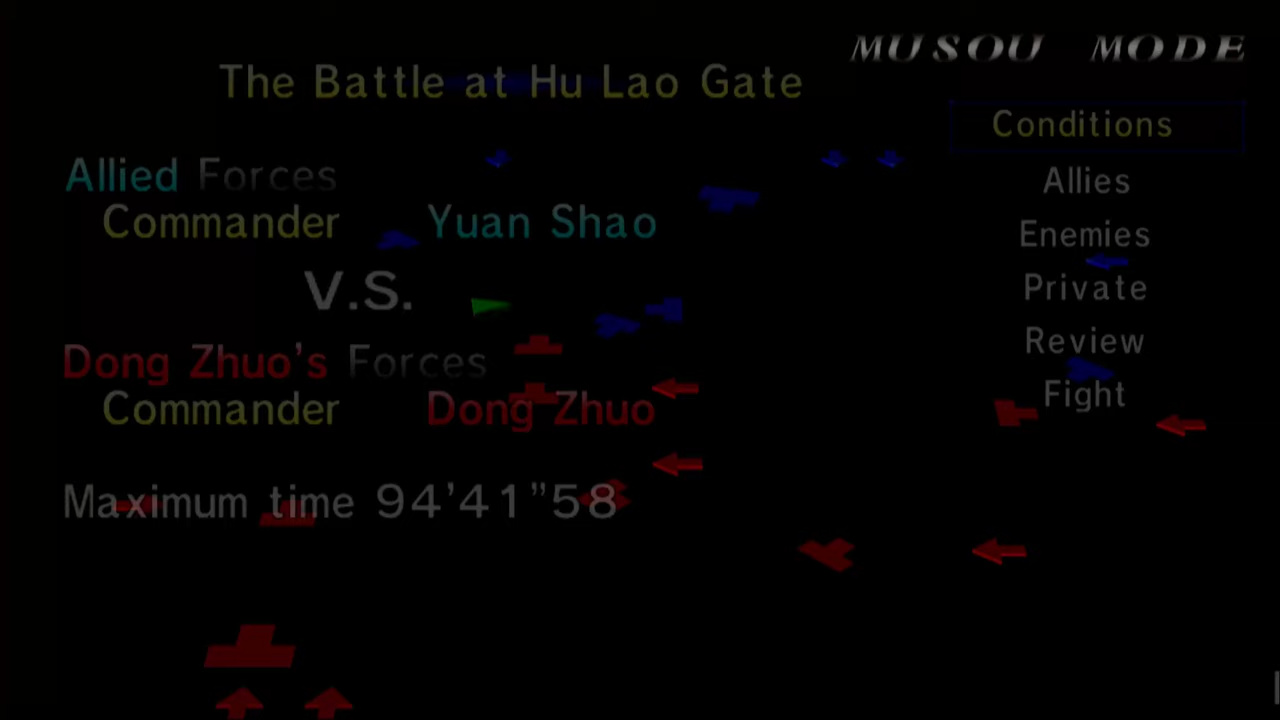 MUSOU MODE
The Battle at Hu Lao Gate
Conditions
Allied Forces
Allies
Commander Yuan Shao
Enemies
V.S.
Private
Review
Dong Zhuo's Forces
Fight
Commander Dong Zhuo
Maximum time 94'41"58